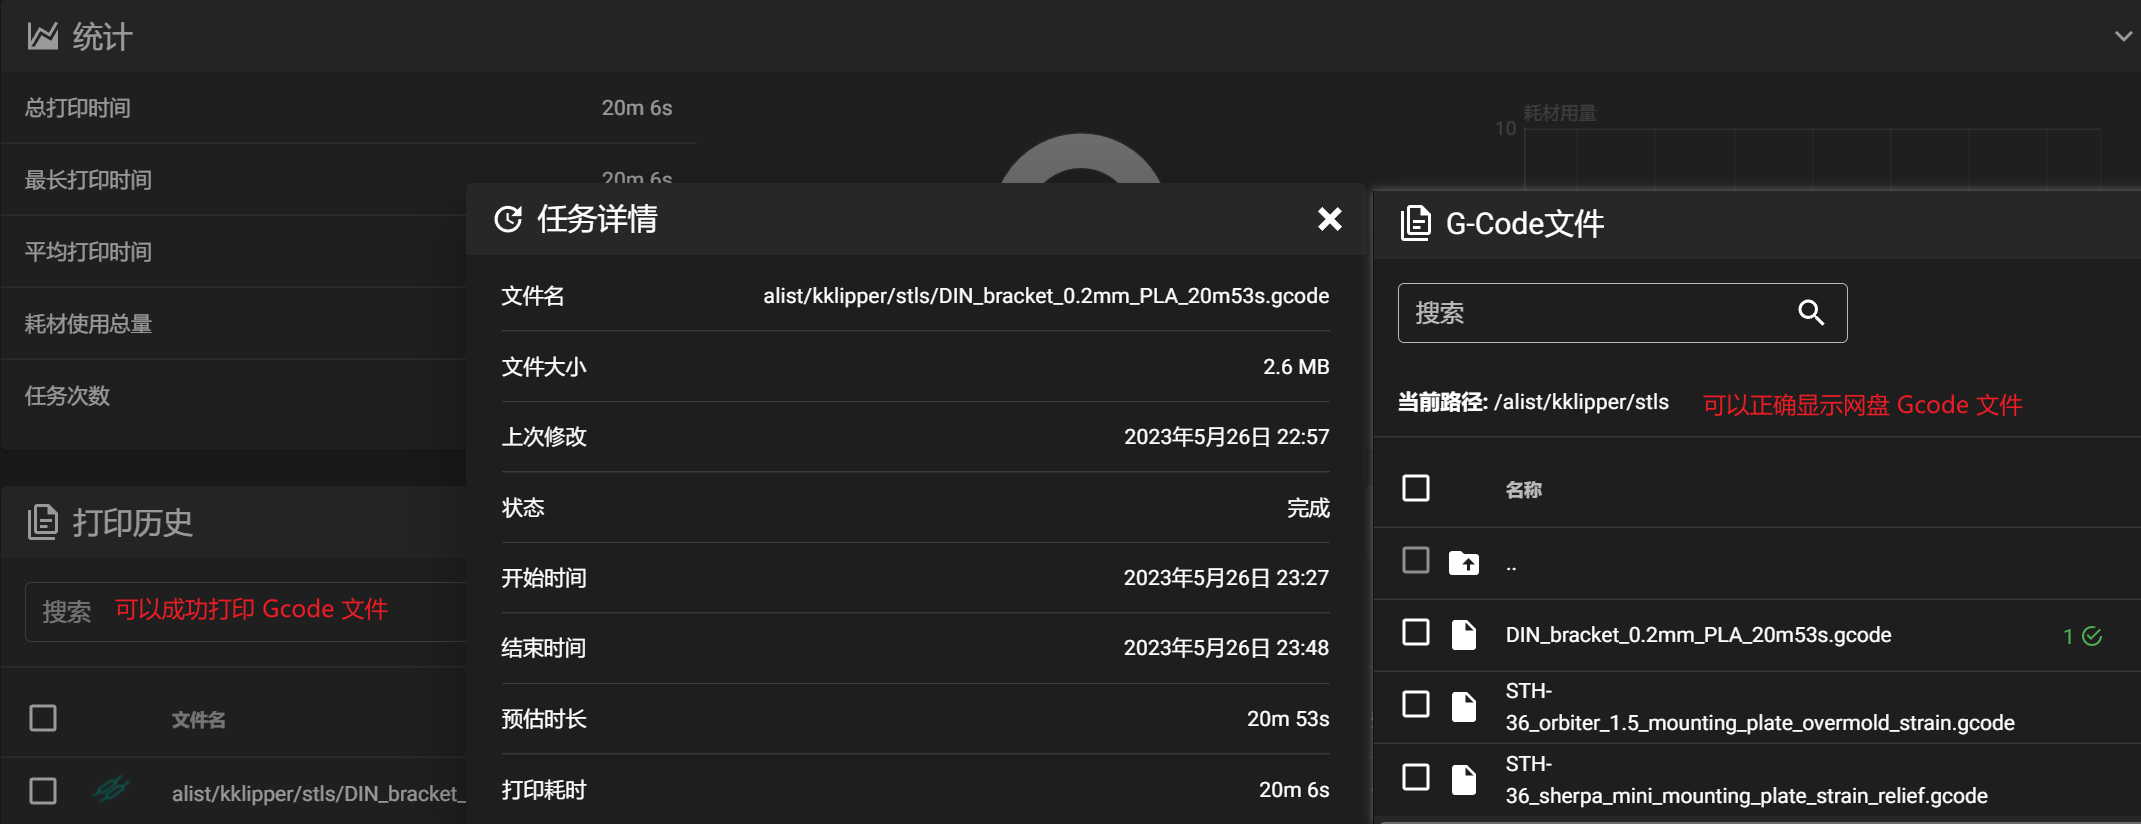 统计
总打印时间 20m 6s
最长打印时间 20m 6s
平均打印时间
耗材使用总量
任务次数
耗材用量
10
打印历史
搜索 可以成功打印 Gcode 文件
文件名
alist/kklipper/stls/DIN_bracket_
任务详情
文件名 alist/kklipper/stls/DIN_bracket_0.2mm_PLA_20m53s.gcode
文件大小 2.6 MB
上次修改 2023年5月26日 22:57
状态 完成
开始时间 2023年5月26日 23:27
结束时间 2023年5月26日 23:48
预估时长 20m 53s
打印耗时 20m 6s
G-Code文件
搜索
当前路径: /alist/kklipper/stls 可以正确显示网盘 Gcode 文件
名称
..
DIN_bracket_0.2mm_PLA_20m53s.gcode 1
STH-
36_orbiter_1.5_mounting_plate_overmold_strain.gcode
STH-
36_sherpa_mini_mounting_plate_strain_relief.gcode